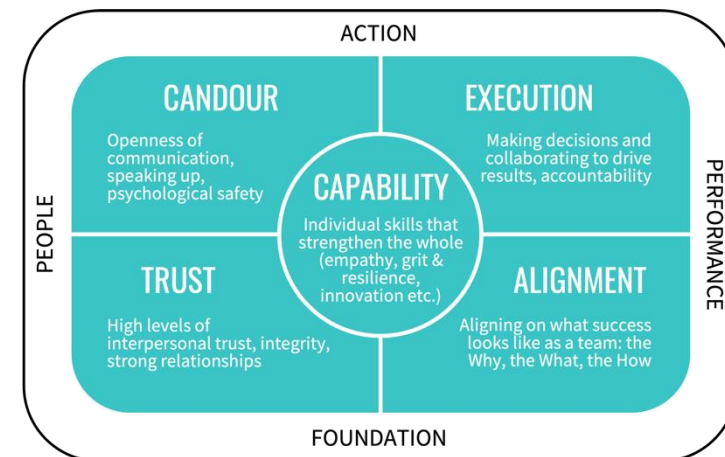 ACTION
CANDOUR
Openness of
communication,
speaking up,
psychological safety
EXECUTION
Making decisions and
collaborating to drive
results, accountability
PEOPLE
CAPABILITY
Individual skills that
strengthen the whole
(empathy, grit &
resilience,
innovation etc.)
PERFORMANCE
TRUST
High levels of
interpersonal trust, integrity,
strong relationships
ALIGNMENT
Aligning on what success
looks like as a team: the
Why, the What, the How
FOUNDATION